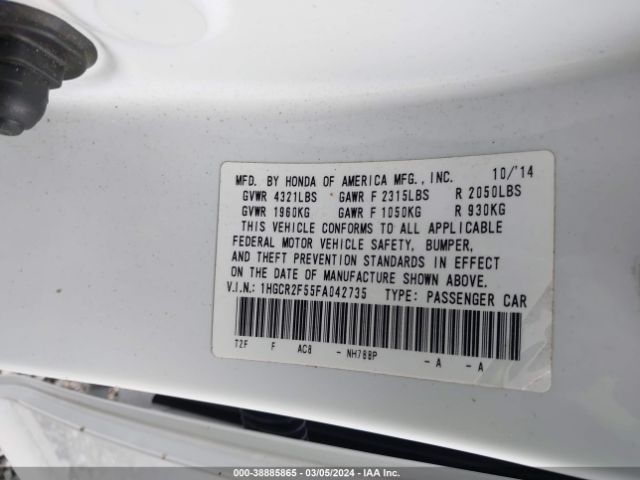 MFD. BY HONDA OF AMERICA MFG., INC. 10/'14
GVWR 4321LBS GAWR F 2315LBS R 2050LBS
GVWR 1960KG GAWR F 1050KG R 930KG
THIS VEHICLE CONFORMS TO ALL APPLICABLE
FEDERAL MOTOR VEHICLE SAFETY, BUMPER,
AND THEFT PREVENTION STANDARDS IN EFFECT
ON THE DATE OF MANUFACTURE SHOWN ABOVE.
V.I.N.: 1HGCR2F55FA042735 TYPE: PASSENGER CAR
T2F F AC8 - NH788P - A - A
000-38885865 / 03/05/2024 / IAA Inc.